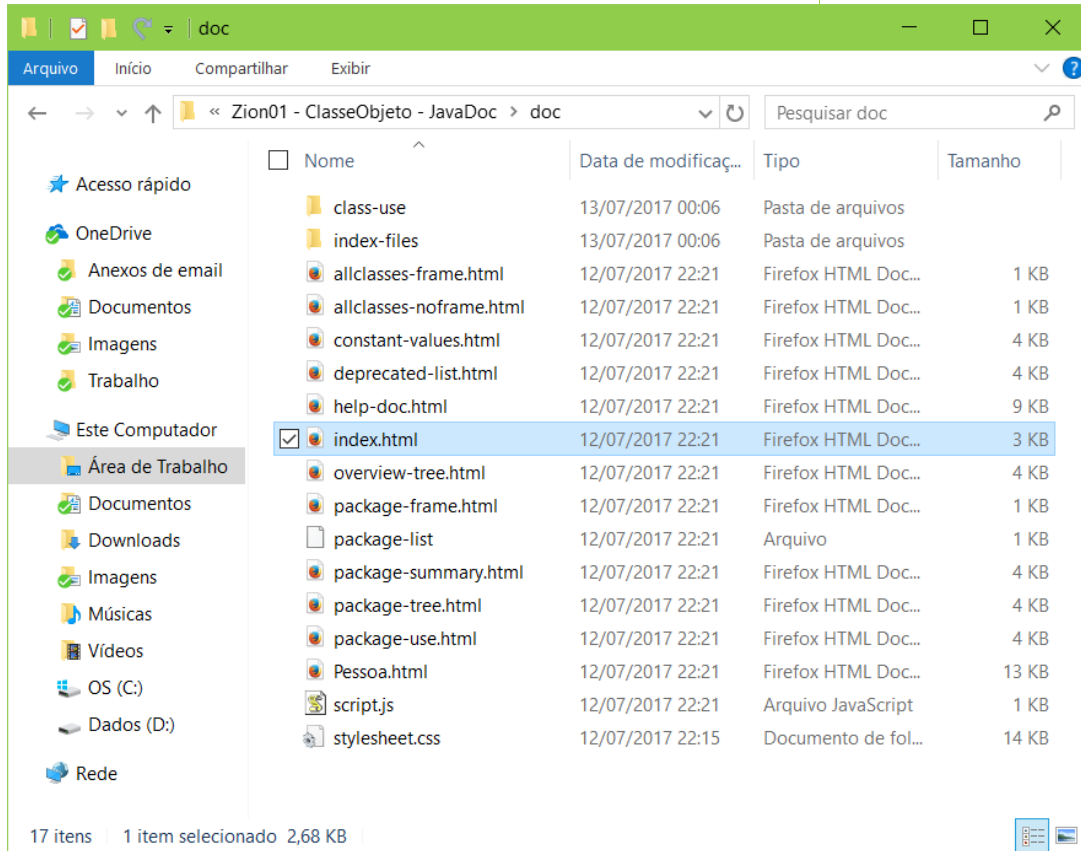 doc
Arquivo Início Compartilhar Exibir ?
« Zion01 - ClasseObjeto - JavaDoc > doc Pesquisar doc
Nome Data de modificaç... Tipo Tamanho
Acesso rápido
OneDrive
Anexos de email
Documentos
Imagens
Trabalho
Este Computador
Área de Trabalho
Documentos
Downloads
Imagens
Músicas
Vídeos
OS (C:)
Dados (D:)
Rede
class-use 13/07/2017 00:06 Pasta de arquivos
index-files 13/07/2017 00:06 Pasta de arquivos
allclasses-frame.html 12/07/2017 22:21 Firefox HTML Doc... 1 KB
allclasses-noframe.html 12/07/2017 22:21 Firefox HTML Doc... 1 KB
constant-values.html 12/07/2017 22:21 Firefox HTML Doc... 4 KB
deprecated-list.html 12/07/2017 22:21 Firefox HTML Doc... 4 KB
help-doc.html 12/07/2017 22:21 Firefox HTML Doc... 9 KB
index.html 12/07/2017 22:21 Firefox HTML Doc... 3 KB
overview-tree.html 12/07/2017 22:21 Firefox HTML Doc... 4 KB
package-frame.html 12/07/2017 22:21 Firefox HTML Doc... 1 KB
package-list 12/07/2017 22:21 Arquivo 1 KB
package-summary.html 12/07/2017 22:21 Firefox HTML Doc... 4 KB
package-tree.html 12/07/2017 22:21 Firefox HTML Doc... 4 KB
package-use.html 12/07/2017 22:21 Firefox HTML Doc... 4 KB
Pessoa.html 12/07/2017 22:21 Firefox HTML Doc... 13 KB
script.js 12/07/2017 22:21 Arquivo JavaScript 1 KB
stylesheet.css 12/07/2017 22:15 Documento de fol... 14 KB
17 itens 1 item selecionado 2,68 KB